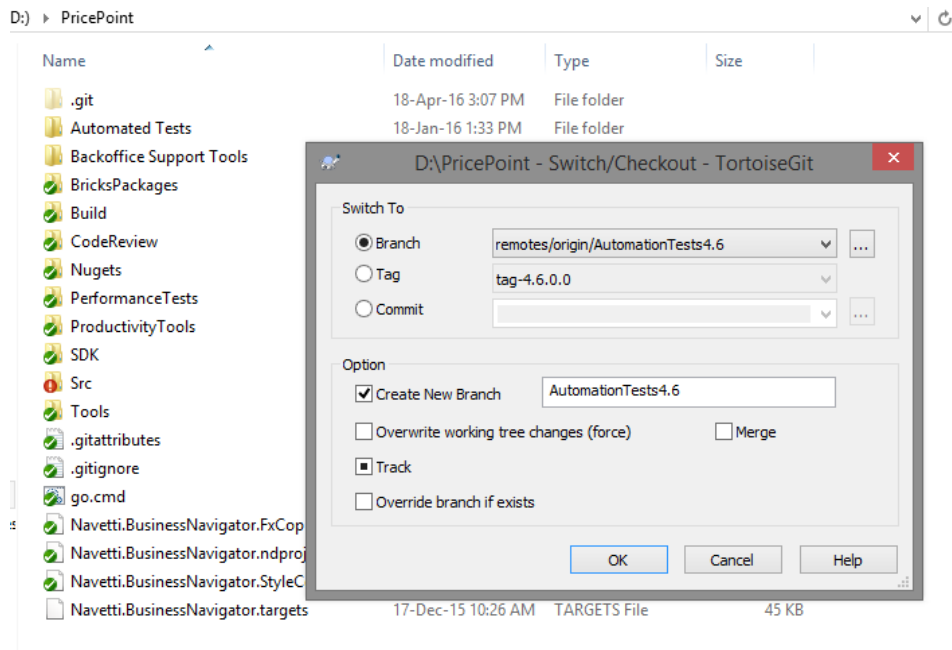 D:) PricePoint
Name Date modified Type Size
.git 18-Apr-16 3:07 PM File folder
Automated Tests 18-Jan-16 1:33 PM File folder
Backoffice Support Tools
BricksPackages
Build
CodeReview
Nugets
PerformanceTests
ProductivityTools
SDK
Src
Tools
.gitattributes
.gitignore
go.cmd
Navetti.BusinessNavigator.FxCop
Navetti.BusinessNavigator.ndproj
Navetti.BusinessNavigator.StyleC
Navetti.BusinessNavigator.targets 17-Dec-15 10:26 AM TARGETS File 45 KB
D:\PricePoint - Switch/Checkout - TortoiseGit
Switch To
Branch remotes/origin/AutomationTests4.6 ...
Tag tag-4.6.0.0
Commit ...
Option
Create New Branch AutomationTests4.6
Overwrite working tree changes (force) Merge
Track
Override branch if exists
OK Cancel Help